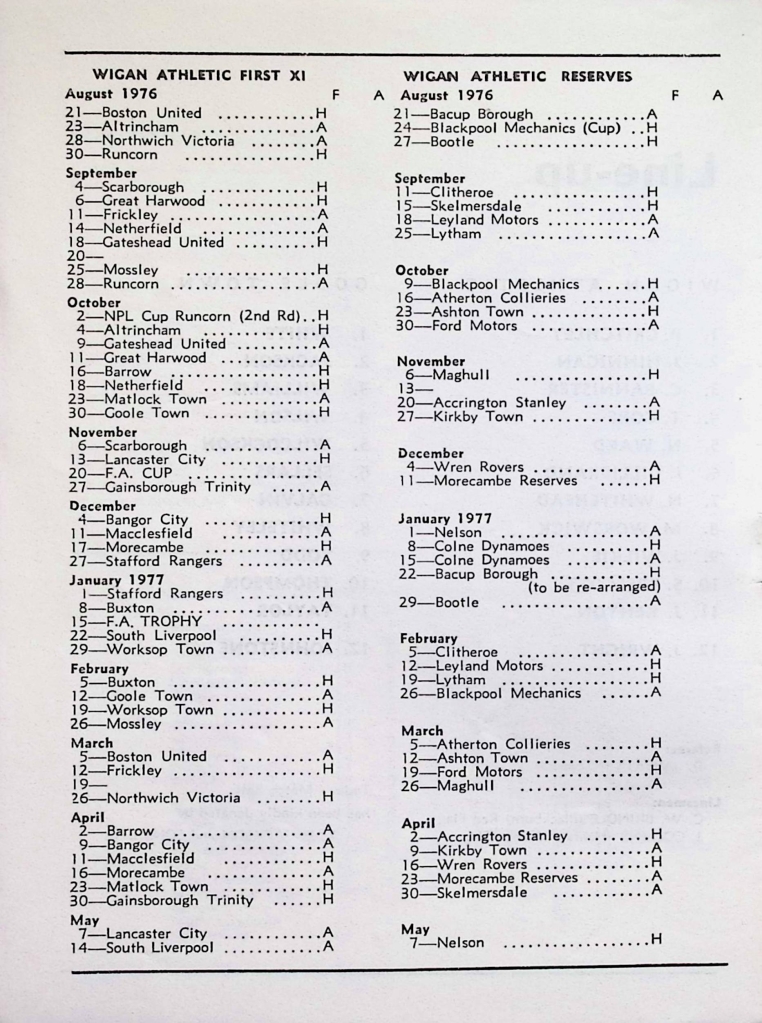 WIGAN ATHLETIC FIRST XI
August 1976 F A
21—Boston United ............H
23—Altrincham ............A
28—Northwich Victoria ........A
30—Runcorn .............H
September
4—Scarborough ............H
6—Great Harwood ..........H
11—Frickley ................A
14—Netherfield .............A
18—Gateshead United ........H
20—
25—Mossley .............H
28—Runcorn ................A
October
2—NPL Cup Runcorn (2nd Rd)..H
4—Altrincham ............H
9—Gateshead United ........A
11—Great Harwood ..........A
16—Barrow ................H
18—Netherfield .............H
23—Matlock Town ..........A
30—Goole Town ............H
November
6—Scarborough ............A
13—Lancaster City ..........H
20—F.A. CUP ..............
27—Gainsborough Trinity ......A
December
4—Bangor City ............H
11—Macclesfield ............A
17—Morecambe ............H
27—Stafford Rangers ........A
January 1977
1—Stafford Rangers ........H
8—Buxton ................A
15—F.A. TROPHY ..........
22—South Liverpool ........H
29—Worksop Town ..........A
February
5—Buxton ................H
12—Goole Town ............A
19—Worksop Town ..........H
26—Mossley ................A
March
5—Boston United ..........A
12—Frickley ................H
19—
26—Northwich Victoria ........H
April
2—Barrow ................A
9—Bangor City ............A
11—Macclesfield ............H
16—Morecambe ............A
23—Matlock Town ..........H
30—Gainsborough Trinity ......H
May
7—Lancaster City ..........A
14—South Liverpool ..........A
WIGAN ATHLETIC RESERVES
August 1976 F A
21—Bacup Borough ............A
24—Blackpool Mechanics (Cup) ..H
27—Bootle ................H
September
11—Clitheroe ................H
15—Skelmersdale ............H
18—Leyland Motors ..........A
25—Lytham ................A
October
9—Blackpool Mechanics ......H
16—Atherton Collieries ........A
23—Ashton Town ............H
30—Ford Motors ............A
November
6—Maghull ..............H
13—
20—Accrington Stanley ........A
27—Kirkby Town ............H
December
4—Wren Rovers ............A
11—Morecambe Reserves ......H
January 1977
1—Nelson ................A
8—Colne Dynamoes ..........H
15—Colne Dynamoes ..........A
22—Bacup Borough ..........H
(to be re-arranged)
29—Bootle ................A
February
5—Clitheroe ..............A
12—Leyland Motors ..........H
19—Lytham ................H
26—Blackpool Mechanics ......A
March
5—Atherton Collieries ........H
12—Ashton Town ............A
19—Ford Motors ............H
26—Maghull ..............A
April
2—Accrington Stanley ........H
9—Kirkby Town ............A
16—Wren Rovers ............H
23—Morecambe Reserves ........A
30—Skelmersdale ............A
May
7—Nelson ..................H